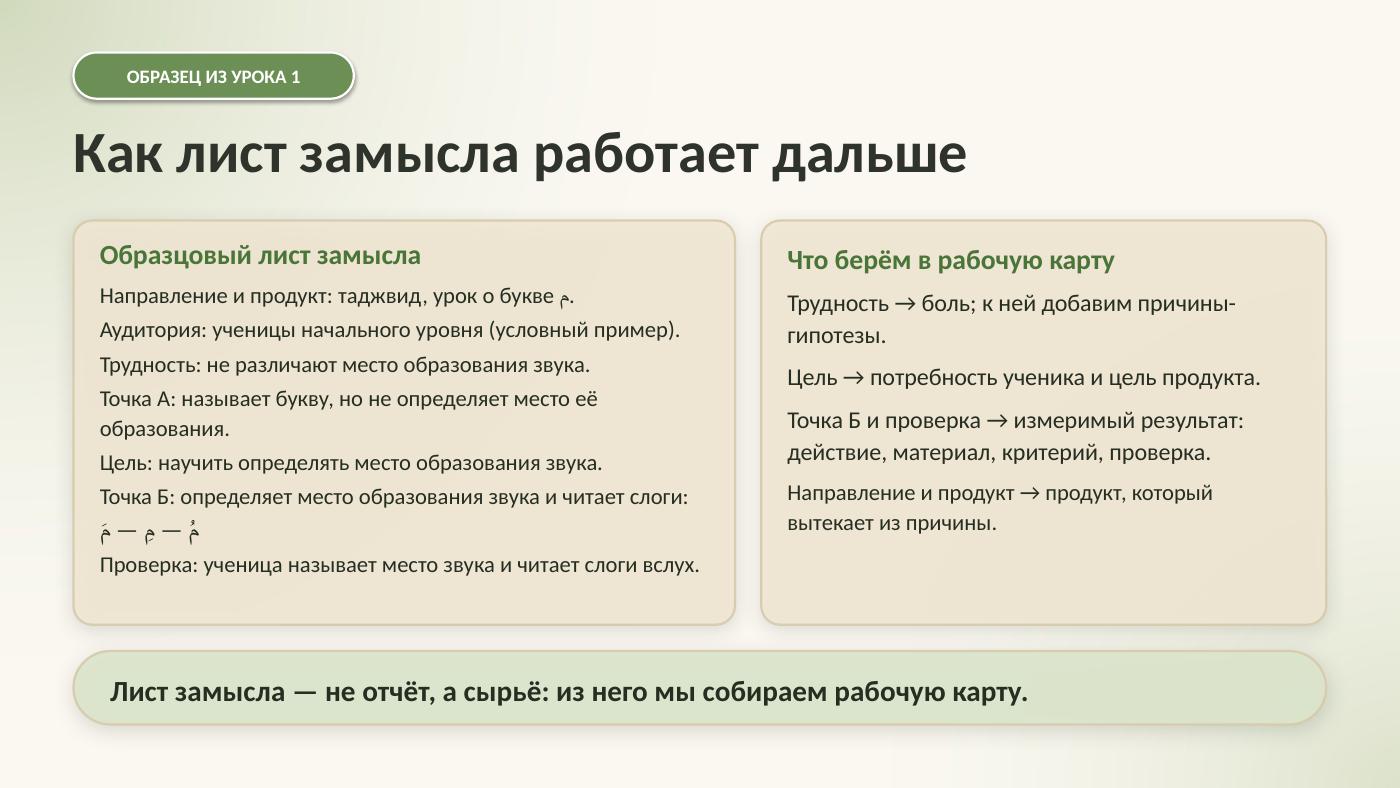 ОБРАЗЕЦ ИЗ УРОКА 1
Как лист замысла работает дальше
Образцовый лист замысла
Направление и продукт: таджвид, урок о букве م.
Аудитория: ученицы начального уровня (условный пример).
Трудность: не различают место образования звука.
Точка А: называет букву, но не определяет место её
образования.
Цель: научить определять место образования звука.
Точка Б: определяет место образования звука и читает слоги:
مُ — مِ — مَ
Проверка: ученица называет место звука и читает слоги вслух.
Что берём в рабочую карту
Трудность → боль; к ней добавим причины-
гипотезы.
Цель → потребность ученика и цель продукта.
Точка Б и проверка → измеримый результат:
действие, материал, критерий, проверка.
Направление и продукт → продукт, который
вытекает из причины.
Лист замысла — не отчёт, а сырьё: из него мы собираем рабочую карту.